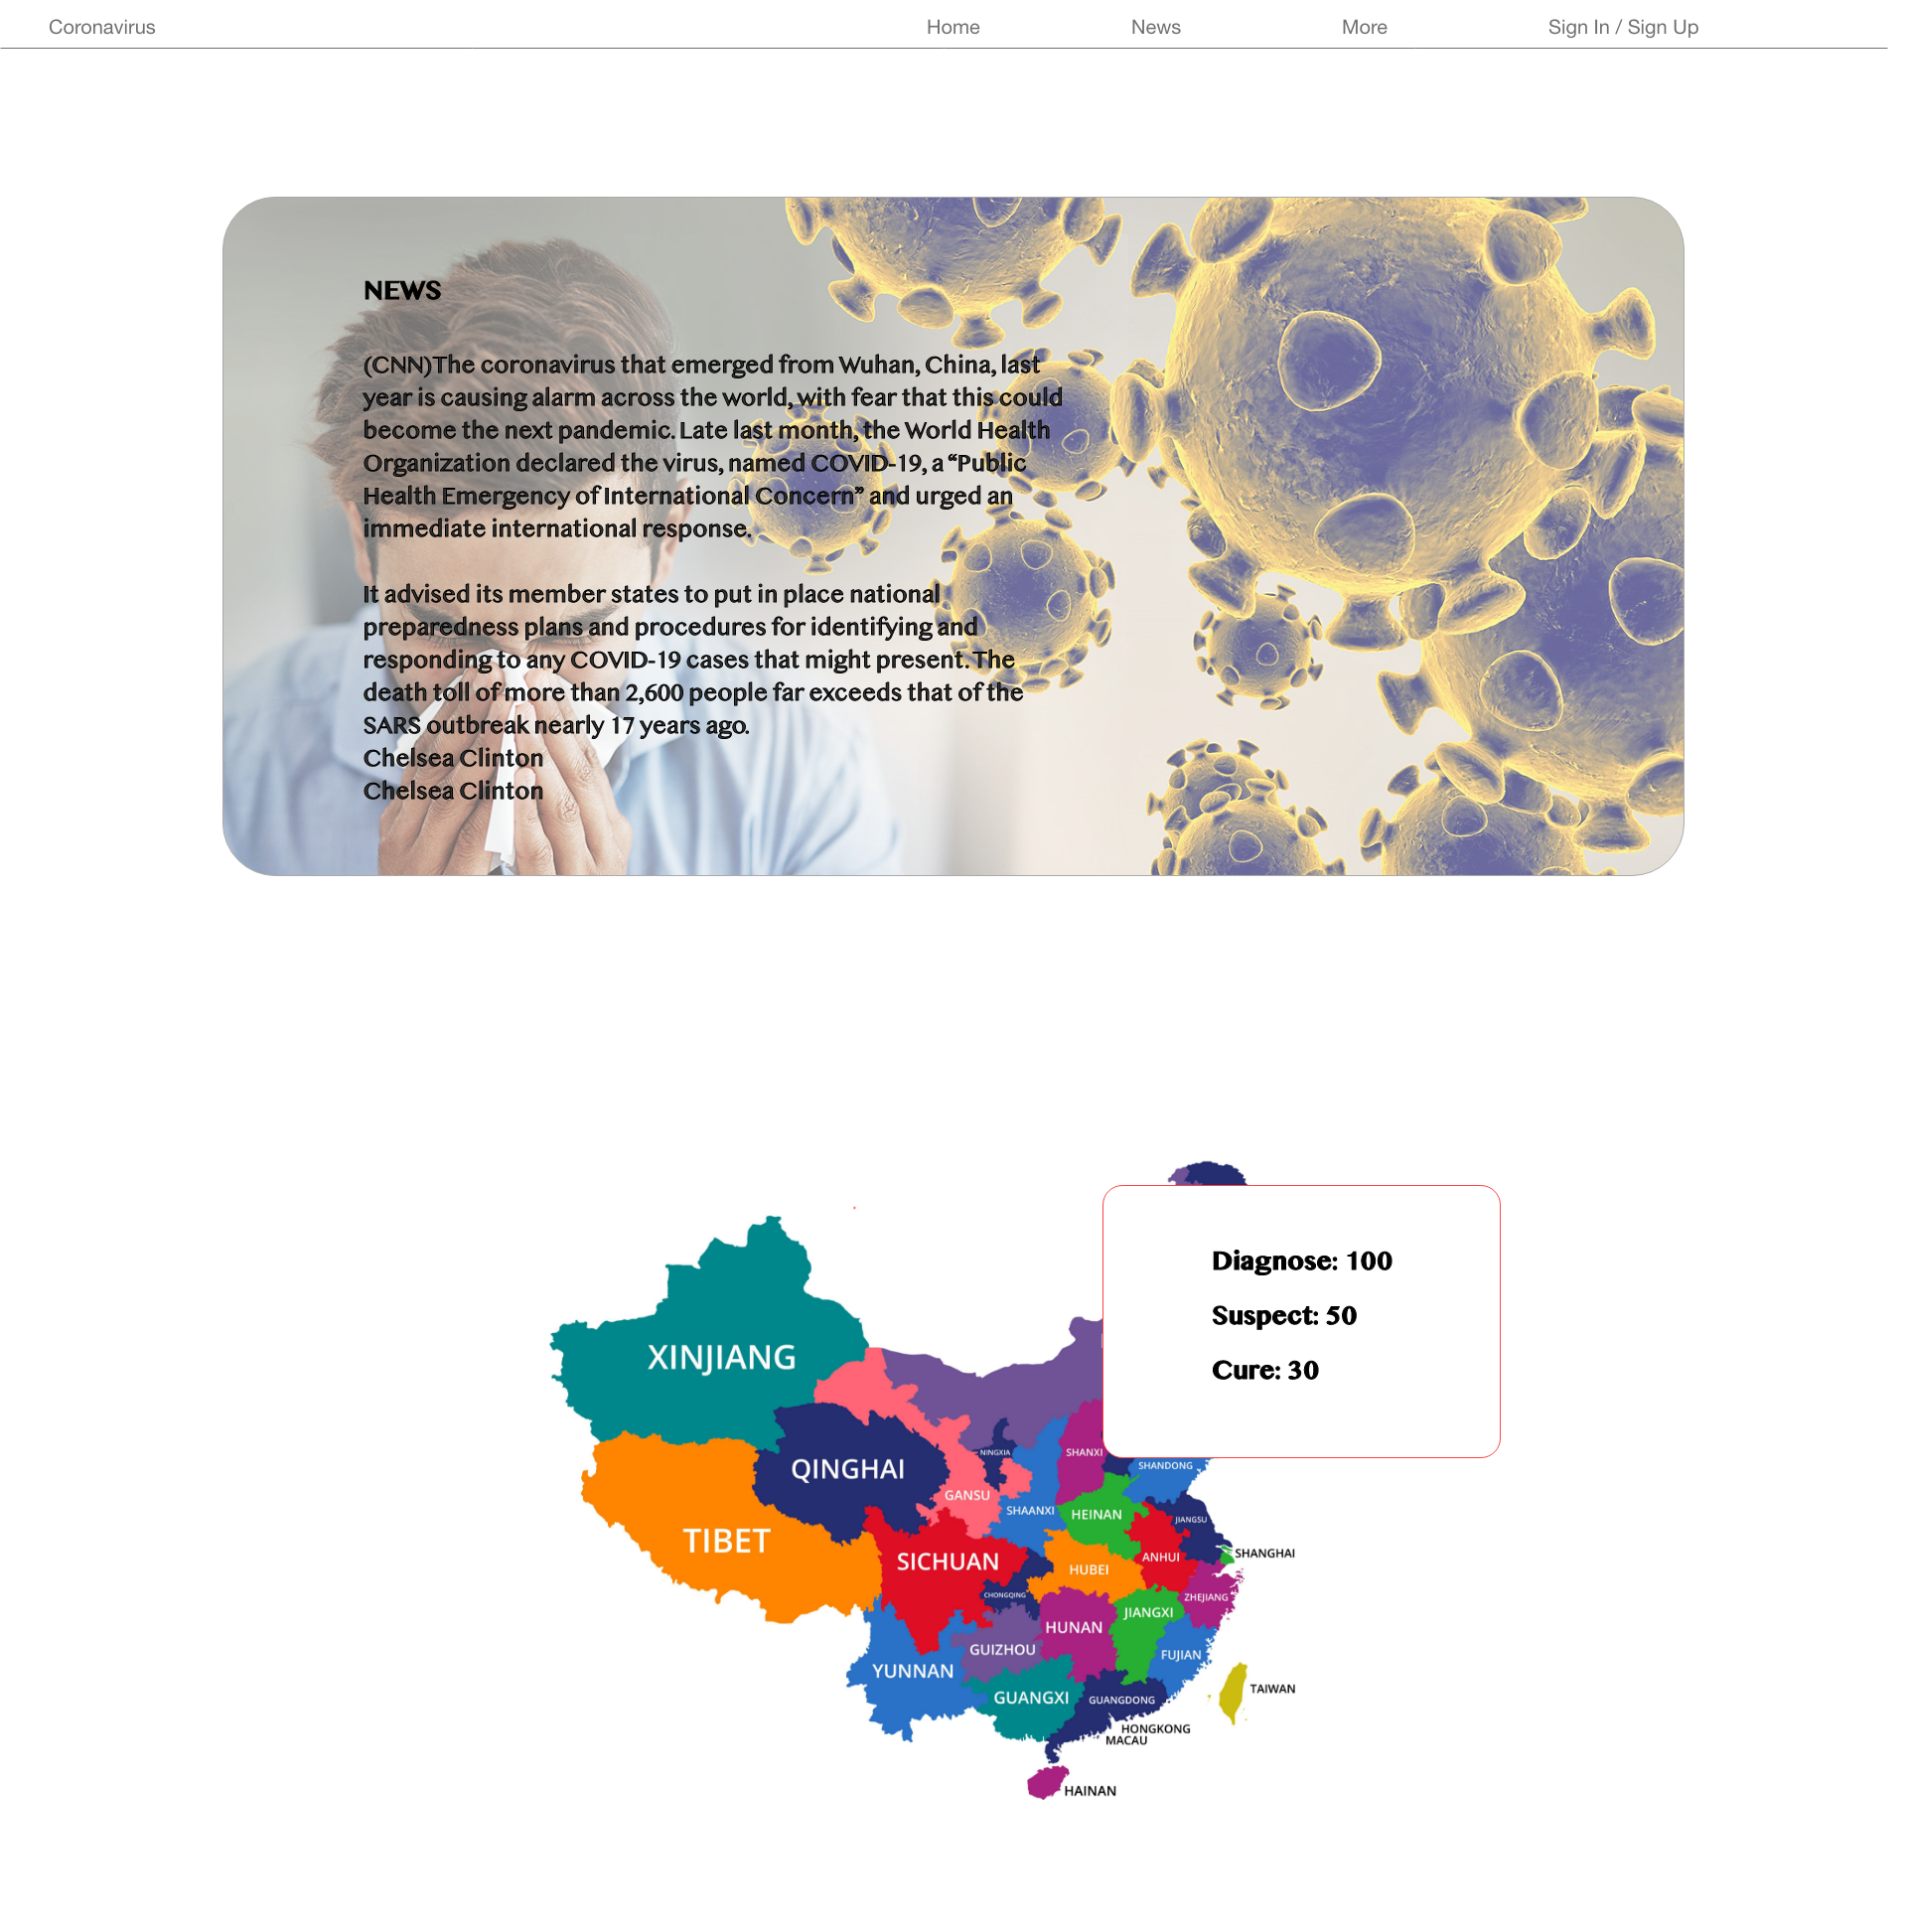 Coronavirus
Home
News
More
Sign In / Sign Up
NEWS
(CNN)The coronavirus that emerged from Wuhan, China, last
year is causing alarm across the world, with fear that this could
become the next pandemic. Late last month, the World Health
Organization declared the virus, named COVID-19, a “Public
Health Emergency of International Concern” and urged an
immediate international response.
It advised its member states to put in place national
preparedness plans and procedures for identifying and
responding to any COVID-19 cases that might present. The
death toll of more than 2,600 people far exceeds that of the
SARS outbreak nearly 17 years ago.
Chelsea Clinton
Chelsea Clinton
Diagnose: 100
Suspect: 50
Cure: 30
XINJIANG
QINGHAI
NINGXIA
SHANXI
SHANDONG
GANSU
SHAANXI
HEINAN
JIANGSU
TIBET
SICHUAN
HUBEI
ANHUI
SHANGHAI
CHONGQING
ZHEJIANG
HUNAN
JIANGXI
GUIZHOU
FUJIAN
YUNNAN
GUANGXI
GUANGDONG
TAIWAN
HONGKONG
MACAU
HAINAN